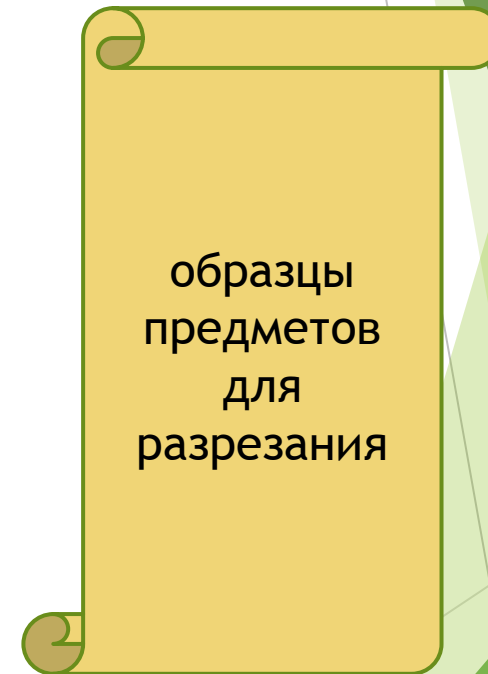 образцы
предметов
для
разрезания